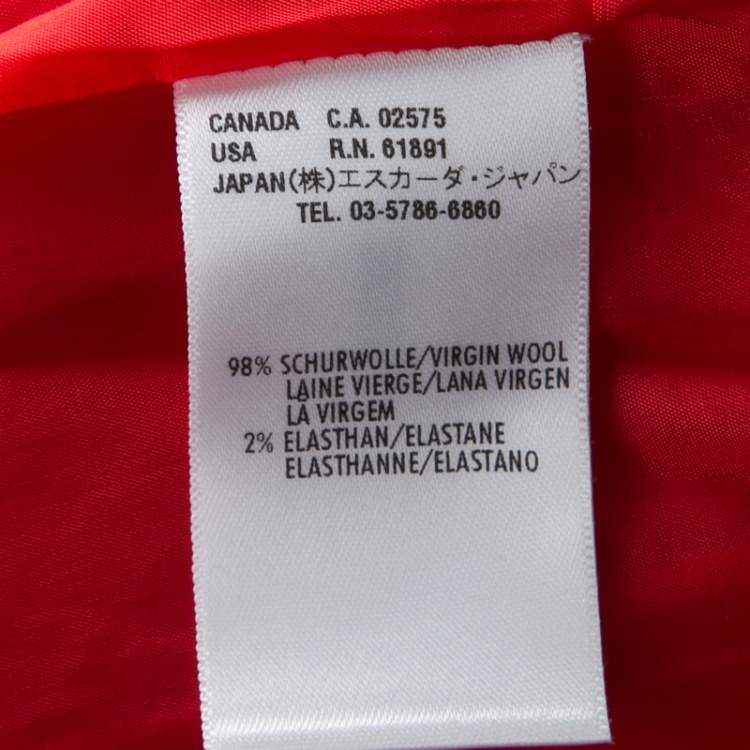 CANADA C.A. 02575
USA R.N. 61891
JAPAN(株)エスカーダ・ジャパン
TEL. 03-5786-6860
98% SCHURWOLLE/VIRGIN WOOL
LAINE VIERGE/LANA VIRGEN
LÂ VIRGEM
2% ELASTHAN/ELASTANE
ELASTHANNE/ELASTANO